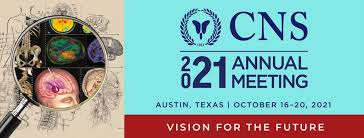 CNS
2021 ANNUAL
MEETING
AUSTIN, TEXAS | OCTOBER 16–20, 2021
VISION FOR THE FUTURE